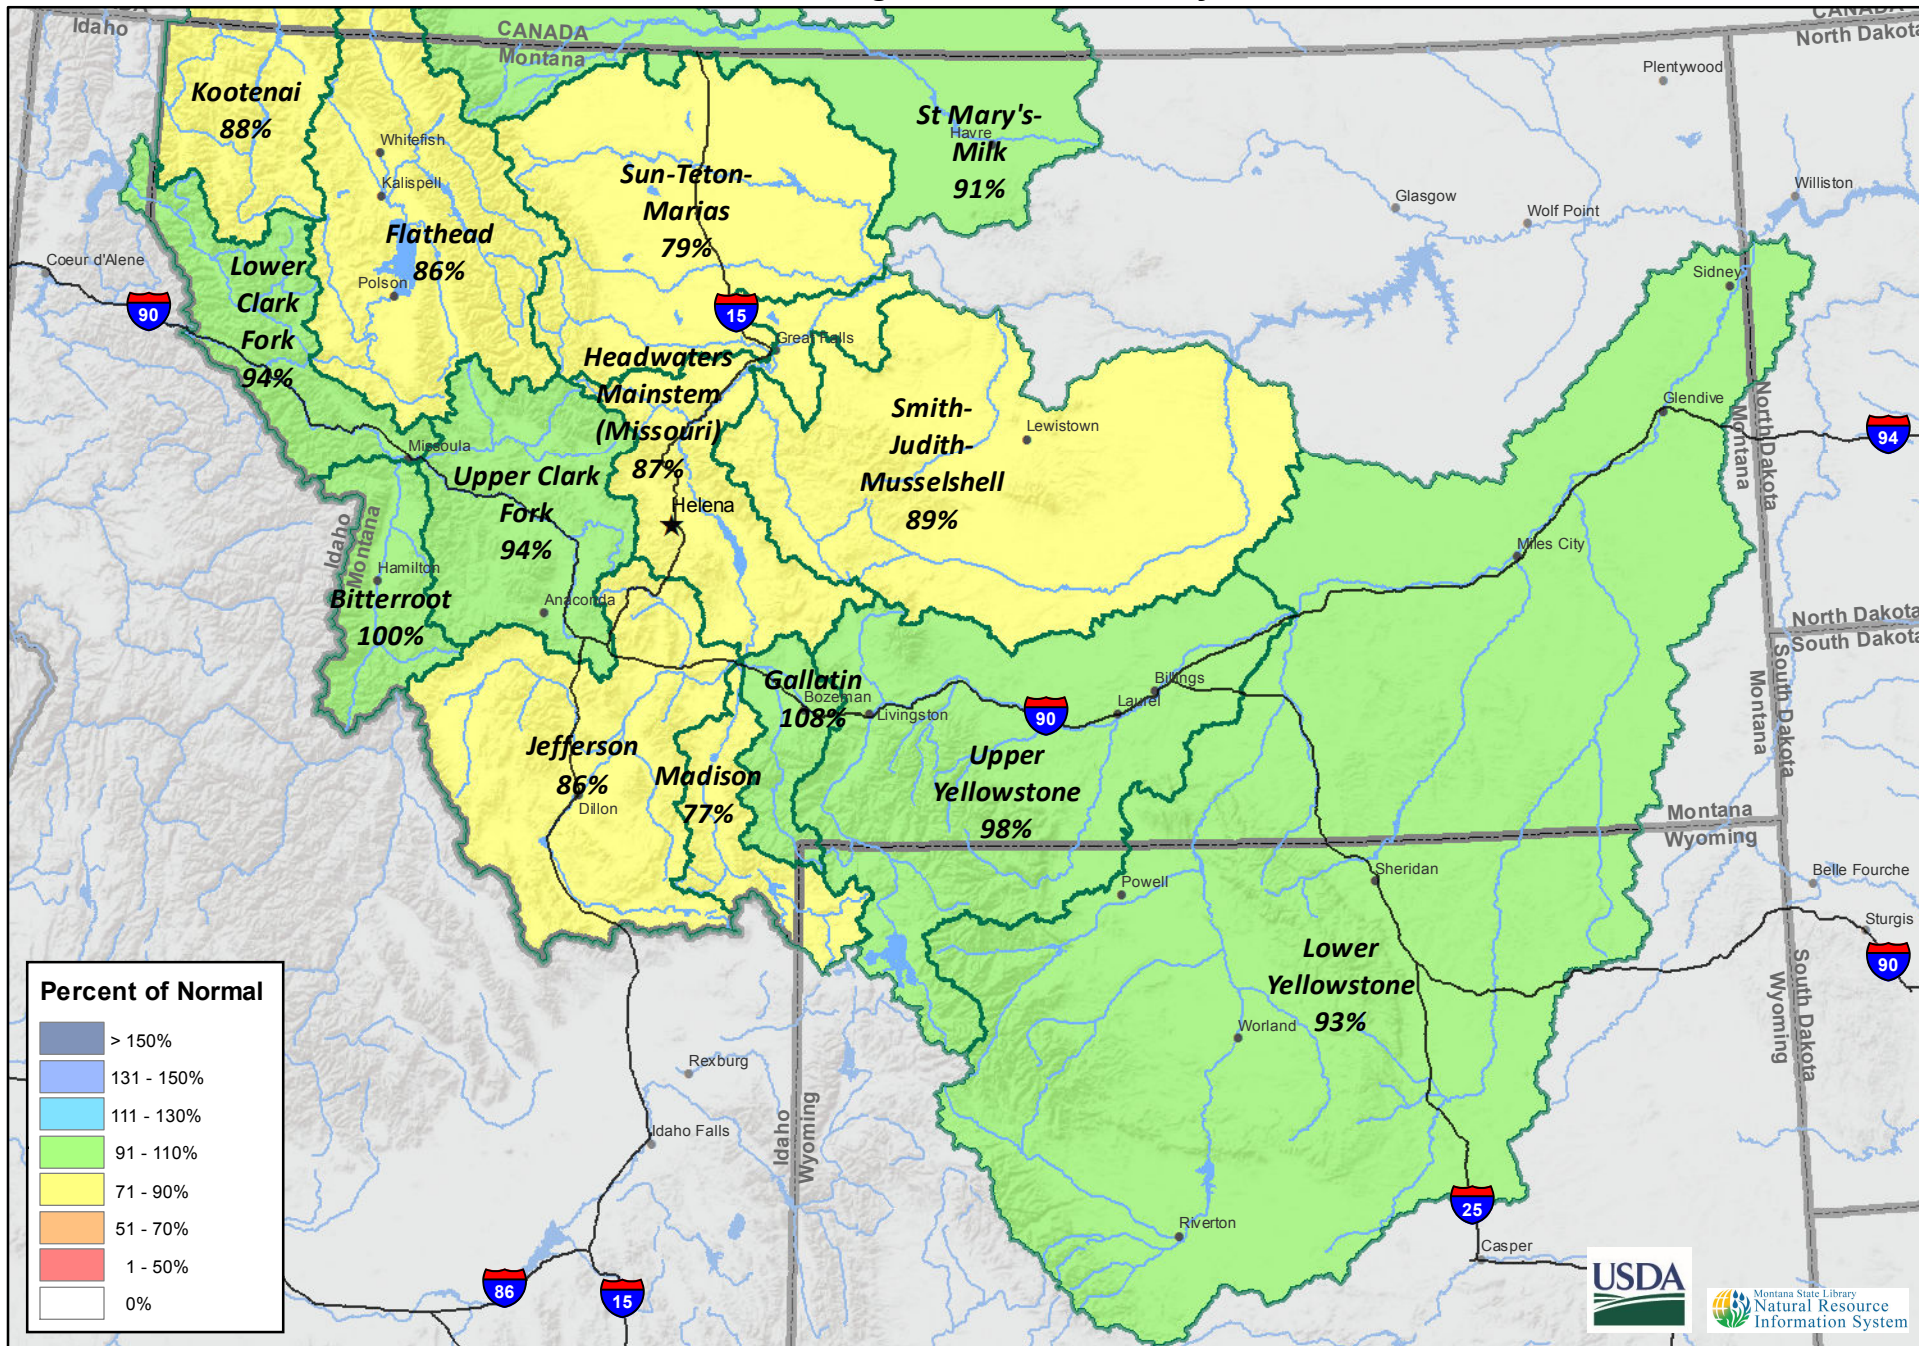 Idaho
CANADA
Montana
CANADA
North Dakota
Plentywood
Kootenai
88%
Whitefish
Kalispell
St Mary's-
Havre
Milk
91%
Sun-Teton-
Marias
79%
Glasgow
Wolf Point
Williston
Flathead
86%
Polson
Coeur d'Alene
Lower
Clark
Fork
94%
90
15
Great Falls
Sidney
Headwaters
Mainstem
(Missouri)
87%
Helena
Smith-
Judith-
Musselshell
89%
Lewistown
Glendive
North Dakota
Montana
94
Missoula
Upper Clark
Fork
94%
Anaconda
Idaho
Montana
Hamilton
Bitterroot
100%
Miles City
North Dakota
South Dakota
South Dakota
Montana
Gallatin
Bozeman
108%
Livingston
90
Laurel
Billings
Upper
Yellowstone
98%
Jefferson
86%
Dillon
Madison
77%
Montana
Wyoming
Powell
Sheridan
Belle Fourche
Sturgis
90
Lower
Yellowstone
93%
Worland
South Dakota
Wyoming
Rexburg
Idaho Falls
Idaho
Wyoming
Riverton
25
Casper
86
15
Percent of Normal
> 150%
131 - 150%
111 - 130%
91 - 110%
71 - 90%
51 - 70%
1 - 50%
0%
USDA
Montana State Library
Natural Resource
Information System